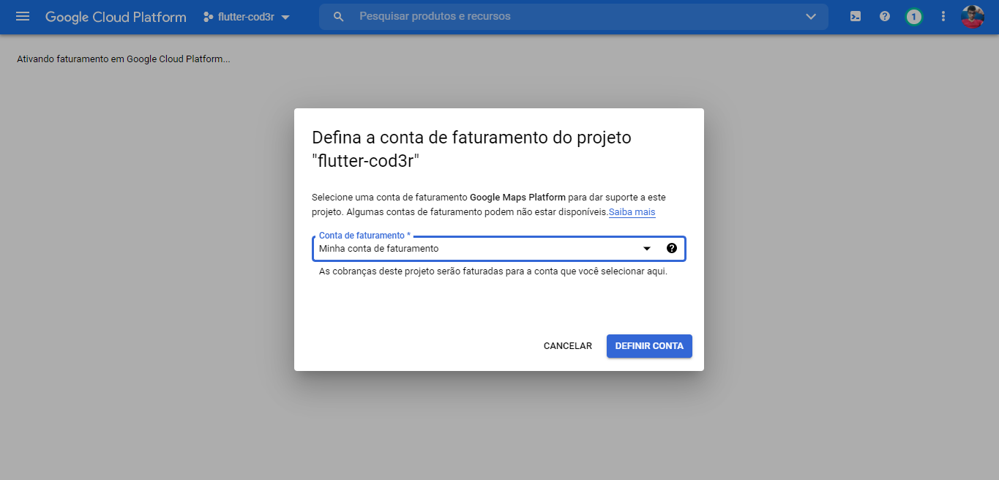 Google Cloud Platform
flutter-cod3r
Pesquisar produtos e recursos
1
Ativando faturamento em Google Cloud Platform...
Defina a conta de faturamento do projeto
"flutter-cod3r"
Selecione uma conta de faturamento Google Maps Platform para dar suporte a este
projeto. Algumas contas de faturamento podem não estar disponíveis.Saiba mais
Conta de faturamento *
Minha conta de faturamento
As cobranças deste projeto serão faturadas para a conta que você selecionar aqui.
CANCELAR
DEFINIR CONTA